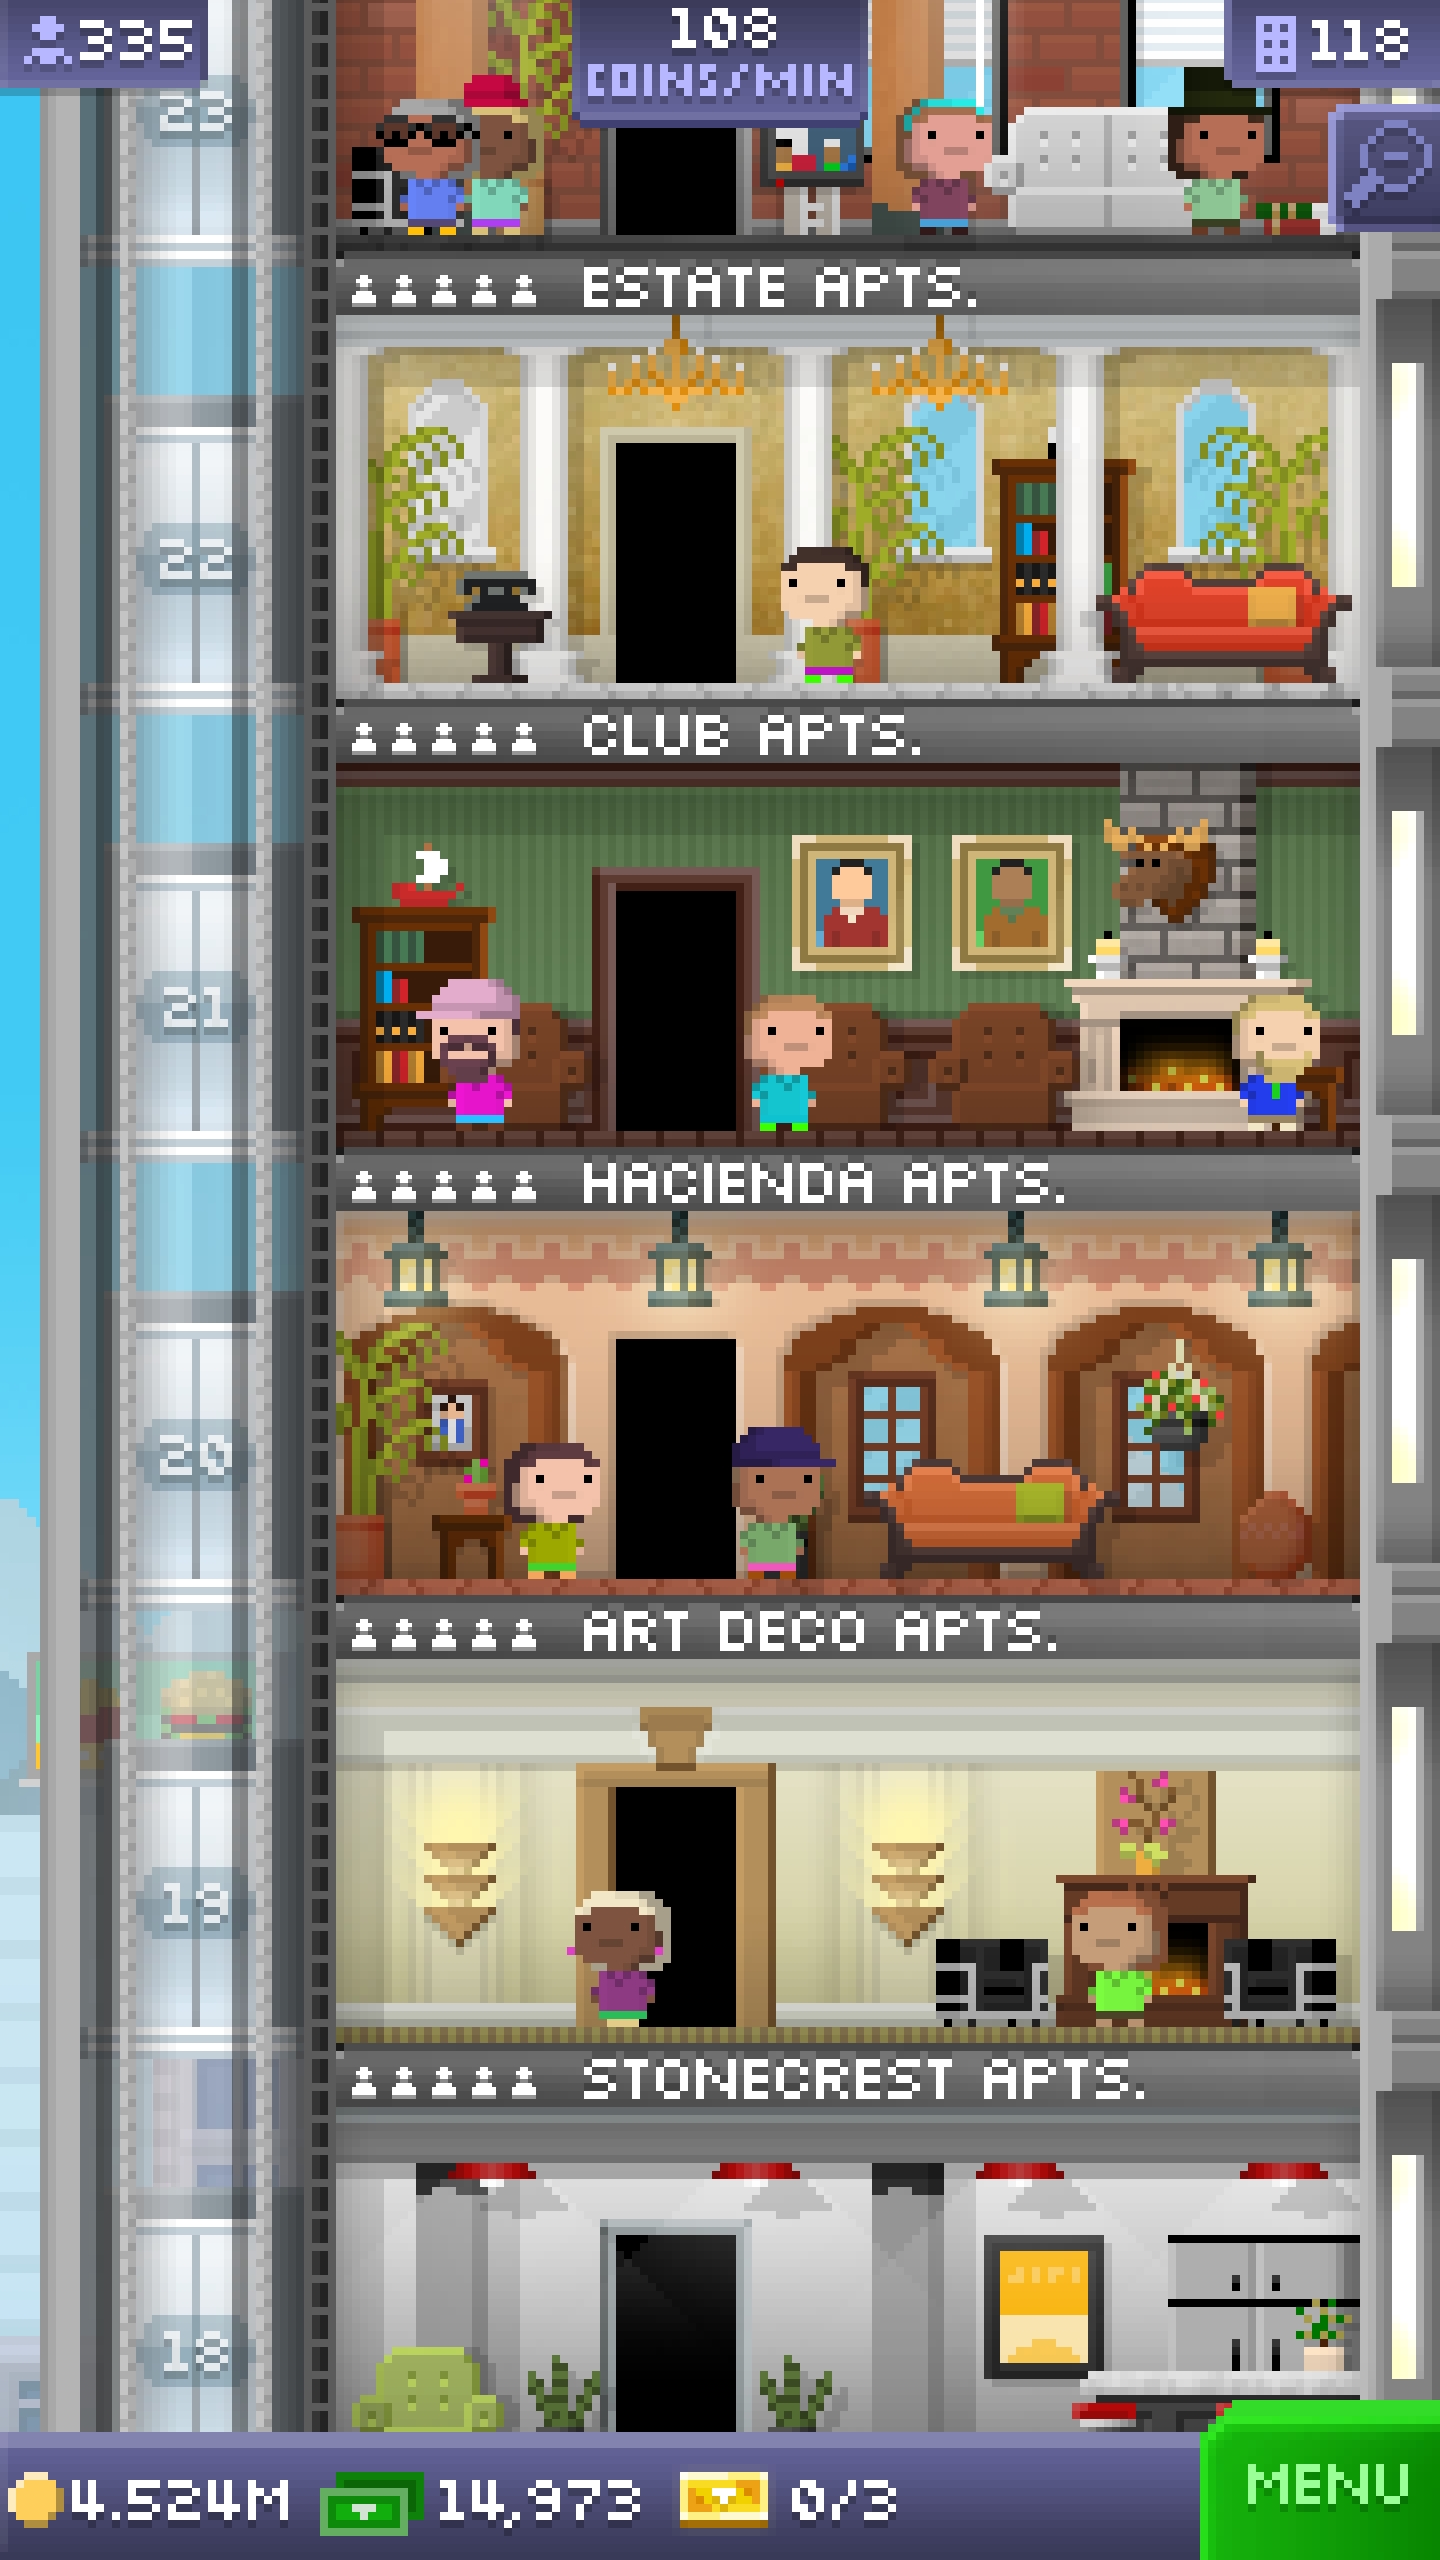 335
108
COINS/MIN
118
23
ESTATE APTS.
22
CLUB APTS.
21
HACIENDA APTS.
20
ART DECO APTS.
19
STONECREST APTS.
18
4.524M
14,973
0/3
MENU